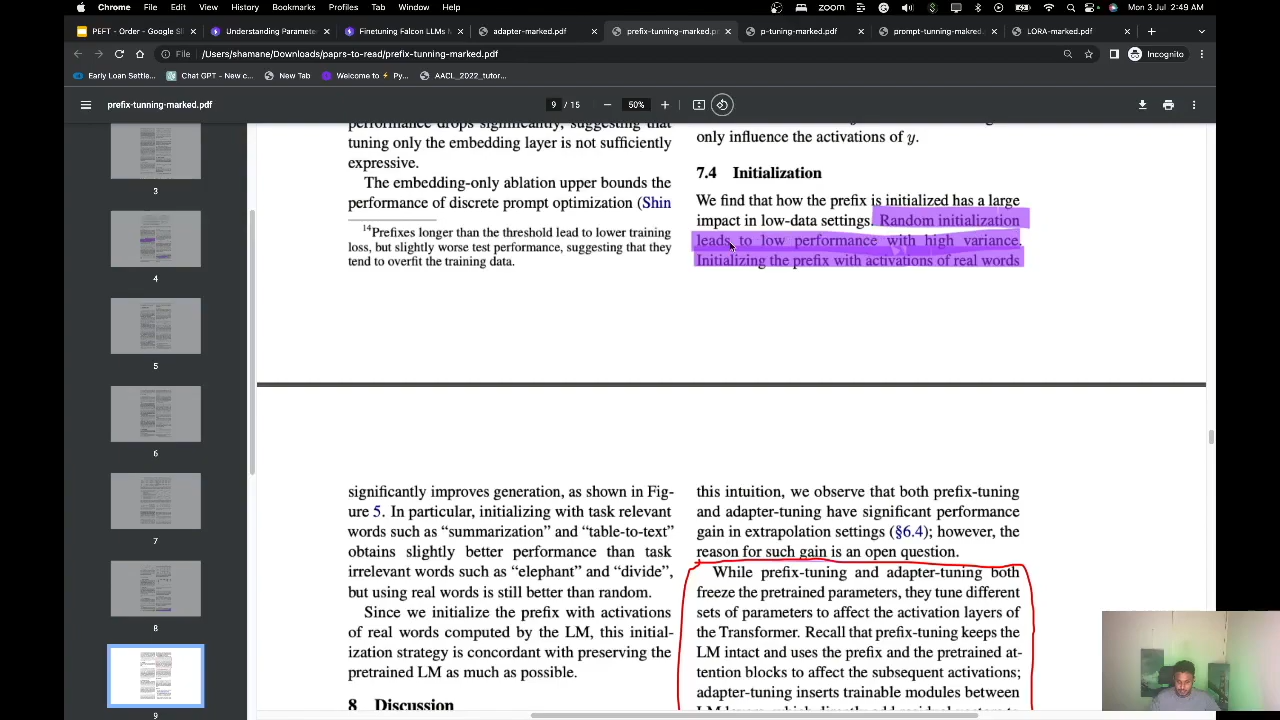 Chrome File Edit View History Bookmarks Profiles Tab Window Help zoom Mon 3 Jul 2:49 AM
PEFT - Order - Google Sl Understanding Parame Finetuning Falcon LLMs M adapter-marked.pdf prefix-tunning-marked.p p-tunning-marked.pdf prompt-tunning-makred. LORA-marked.pdf
File /Users/shamane/Downloads/paprs-to-read/prefix-tunning-marked.pdf Incognito
Early Loan Settle... Chat GPT - New c... New Tab Welcome to Py... AACL_2022_tutor...
prefix-tunning-marked.pdf 9 / 15 50%
3
4
5
6
7
8
9
performance drops significantly, suggesting that
tuning only the embedding layer is not sufficiently
expressive.
The embedding-only ablation upper bounds the
performance of discrete prompt optimization (Shin
14Prefixes longer than the threshold lead to lower training
loss, but slightly worse test performance, suggesting that they
tend to overfit the training data.
only influence the activations of y.
7.4 Initialization
We find that how the prefix is initialized has a large
impact in low-data settings. Random initialization
leads to low performance with high variance.
Initializing the prefix with activations of real words
significantly improves generation, as shown in Fig-
ure 5. In particular, initializing with task relevant
words such as “summarization” and “table-to-text”
obtains slightly better performance than task
irrelevant words such as “elephant” and “divide”,
but using real words is still better than random.
Since we initialize the prefix with activations
of real words computed by the LM, this initial-
ization strategy is concordant with preserving the
pretrained LM as much as possible.
8 Discussion
this intuition, we observe that both prefix-tuning
and adapter-tuning have significant performance
gain in extrapolation settings (§6.4); however, the
reason for such gain is an open question.
While prefix-tuning and adapter-tuning both
freeze the pretrained parameters, they tune different
sets of parameters to affect the activation layers of
the Transformer. Recall that prefix-tuning keeps the
LM intact and uses the prefix and the pretrained at-
tention blocks to affect the subsequent activations;
adapter-tuning inserts trainable modules between